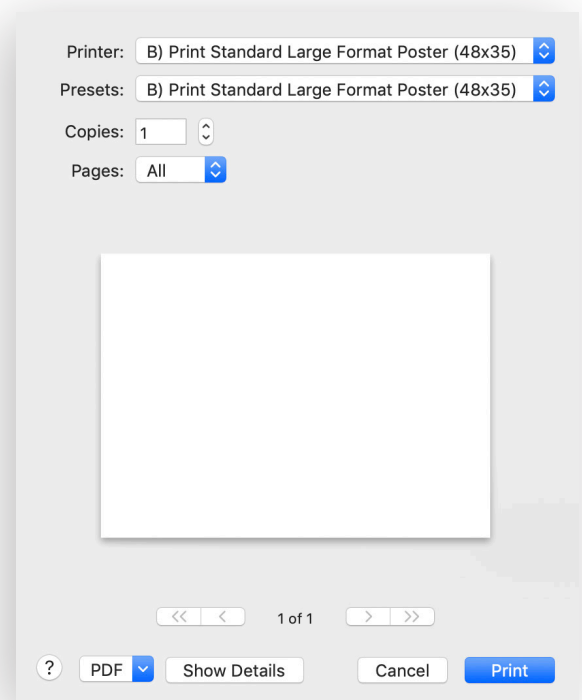 Printer: B) Print Standard Large Format Poster (48x35)
Presets: B) Print Standard Large Format Poster (48x35)
Copies: 1
Pages: All
<< < 1 of 1 > >>
? PDF Show Details Cancel Print